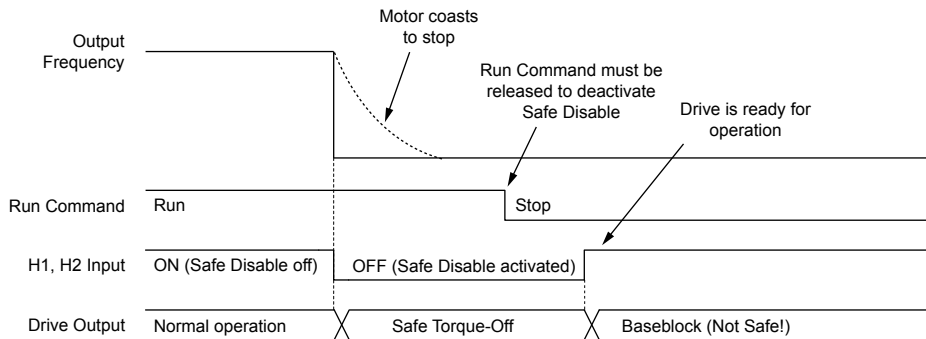 Motor coasts
to stop
Output
Frequency
Run Command must be
released to deactivate
Safe Disable
Drive is ready for
operation
Run Command
Run
Stop
H1, H2 Input
ON (Safe Disable off)
OFF (Safe Disable activated)
Drive Output
Normal operation
Safe Torque-Off
Baseblock (Not Safe!)